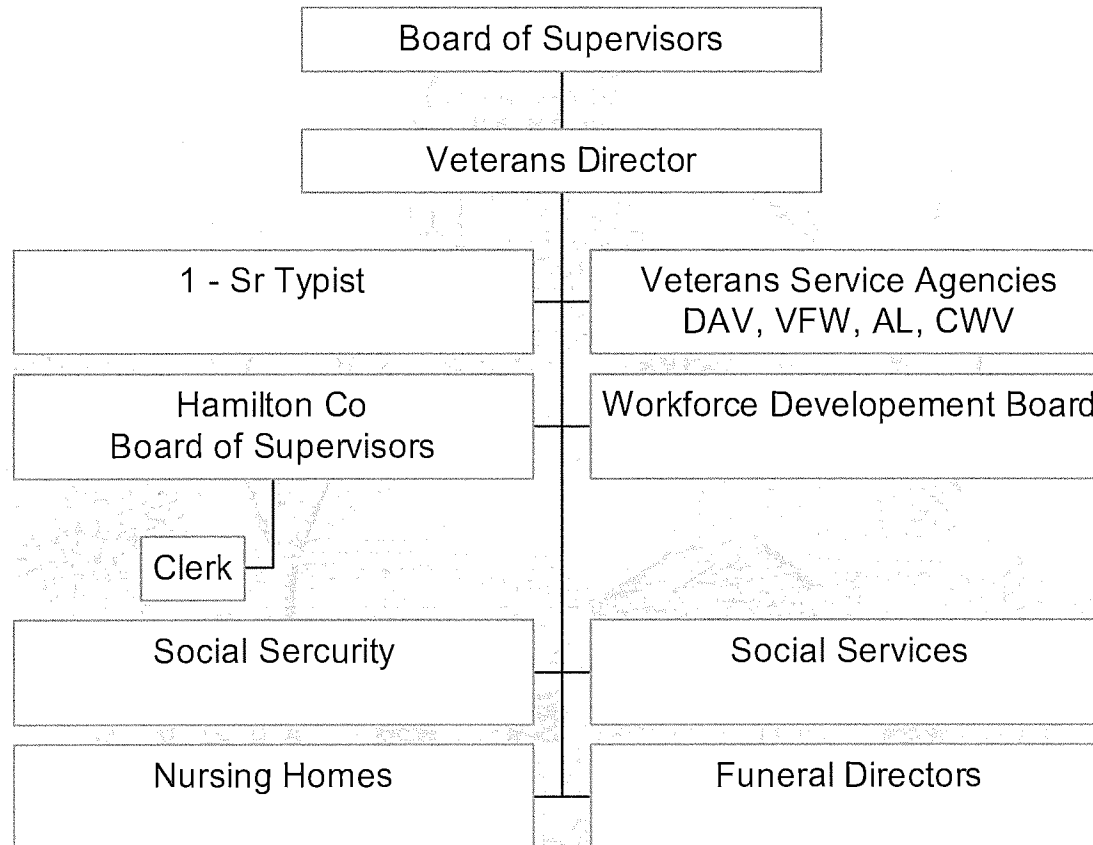 Board of Supervisors
Veterans Director
1 - Sr Typist
Veterans Service Agencies
DAV, VFW, AL, CWV
Hamilton Co
Board of Supervisors
Workforce Developement Board
Clerk
Social Sercurity
Social Services
Nursing Homes
Funeral Directors